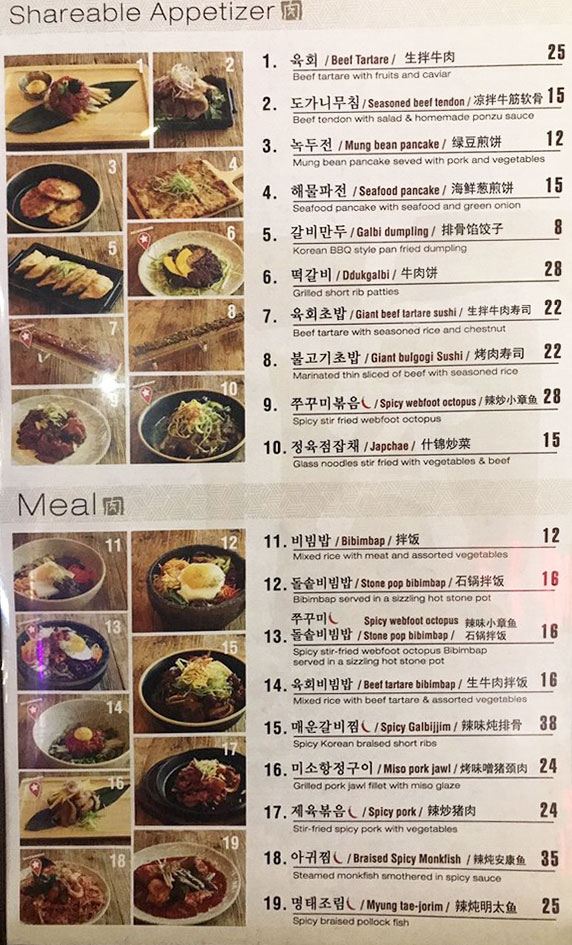 Shareable Appetizer 肉
1. 육회 / Beef Tartare / 生拌牛肉 25
Beef tartare with fruits and caviar
2. 도가니무침 / Seasoned beef tendon / 凉拌牛筋软骨 15
Beef tendon with salad & homemade ponzu sauce
3. 녹두전 / Mung bean pancake / 绿豆煎饼 12
Mung bean pancake seved with pork and vegetables
4. 해물파전 / Seafood pancake / 海鲜葱煎饼 15
Seafood pancake with seafood and green onion
5. 갈비만두 / Galbi dumpling / 排骨馅饺子 8
Korean BBQ style pan fried dumpling
6. 떡갈비 / Ddukgalbi / 牛肉饼 28
Grilled short rib patties
7. 육회초밥 / Giant beef tartare sushi / 生拌牛肉寿司 22
Beef tartare with seasoned rice and chestnut
8. 불고기초밥 / Giant bulgogi Sushi / 烤肉寿司 22
Marinated thin sliced of beef with seasoned rice
9. 쭈꾸미볶음 / Spicy webfoot octopus / 辣炒小章鱼 28
Spicy stir fried webfoot octopus
10. 정육점잡채 / Japchae / 什锦炒菜 15
Glass noodles stir fried with vegetables & beef
1 2
3 4
5 6
7 8
9 10
Meal 肉
11. 비빔밥 / Bibimbap / 拌饭 12
Mixed rice with meat and assorted vegetables
12. 돌솥비빔밥 / Stone pop bibimbap / 石锅拌饭 16
Bibimbap served in a sizzling hot stone pot
쭈꾸미 Spicy webfoot octopus 辣味小章鱼
13. 돌솥비빔밥 / Stone pop bibimbap / 石锅拌饭 16
Spicy stir-fried webfoot octopus Bibimbap
served in a sizzling hot stone pot
14. 육회비빔밥 / Beef tartare bibimbap / 生牛肉拌饭 16
Mixed rice with beef tartare & assorted vegetables
15. 매운갈비찜 / Spicy Galbijjim / 辣味炖排骨 38
Spicy Korean braised short ribs
16. 미소항정구이 / Miso pork jawl / 烤味噌猪颈肉 24
Grilled pork jawl fillet with miso glaze
17. 제육볶음 / Spicy pork / 辣炒猪肉 24
Stir-fried spicy pork with vegetables
18. 아귀찜 / Braised Spicy Monkfish / 辣炖安康鱼 35
Steamed monkfish smothered in spicy sauce
19. 명태조림 / Myung tae-jorim / 辣炖明太鱼 25
Spicy braised pollock fish
11 12
13
15
14
17
16
18 19